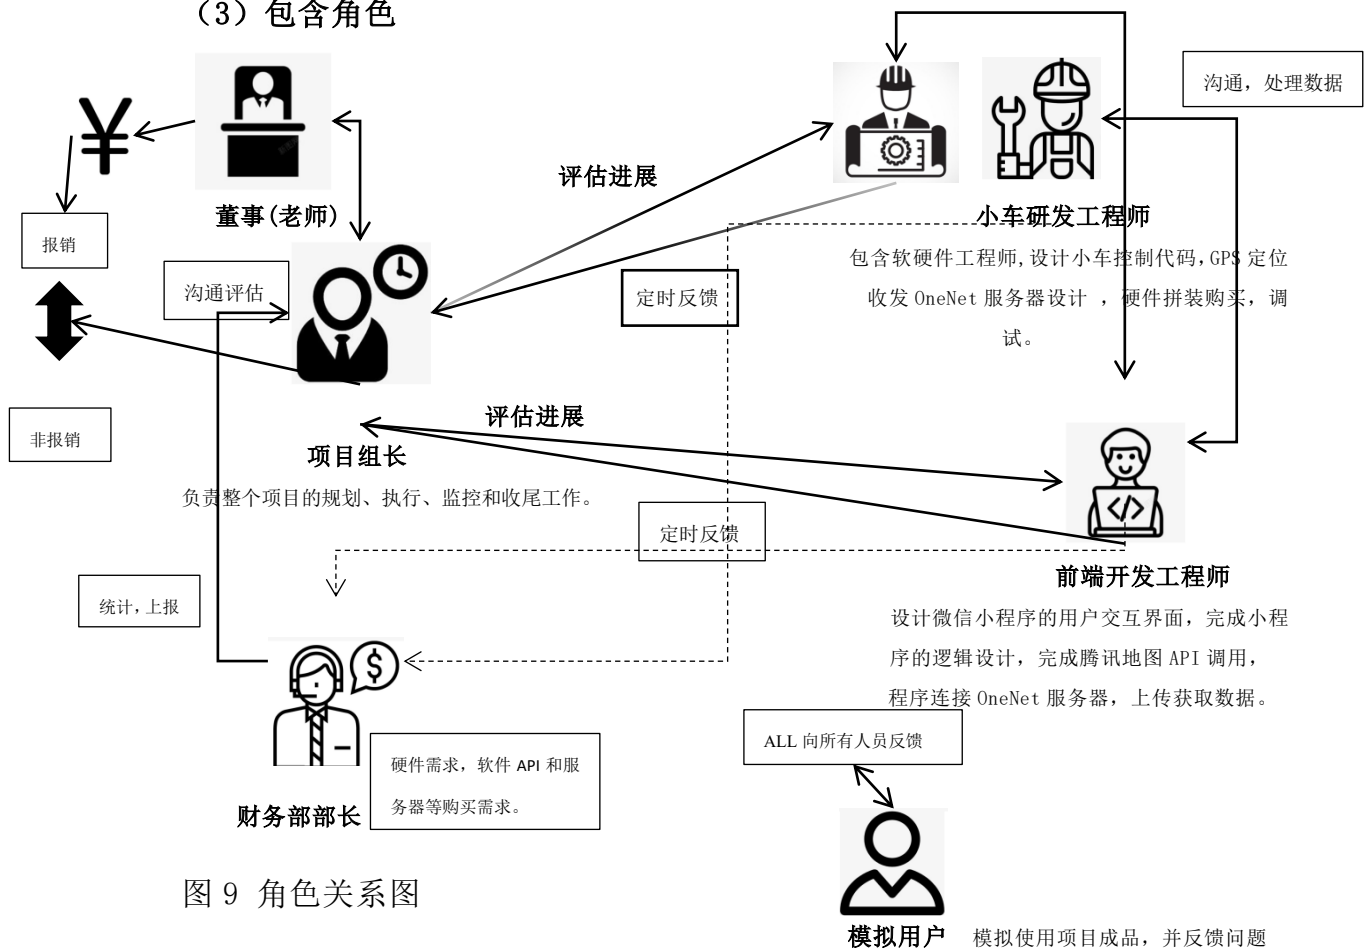 （3）包含角色
沟通，处理数据
评估进展
董事(老师)
小车研发工程师
报销
包含软硬件工程师,设计小车控制代码,GPS 定位
收发 OneNet 服务器设计 ，硬件拼装购买，调
试。
沟通评估
定时反馈
非报销
评估进展
项目组长
负责整个项目的规划、执行、监控和收尾工作。
定时反馈
前端开发工程师
设计微信小程序的用户交互界面，完成小程
序的逻辑设计，完成腾讯地图 API 调用，
程序连接 OneNet 服务器，上传获取数据。
统计，上报
$
ALL 向所有人员反馈
硬件需求，软件 API 和服
务器等购买需求。
财务部部长
图 9 角色关系图
模拟用户 模拟使用项目成品，并反馈问题